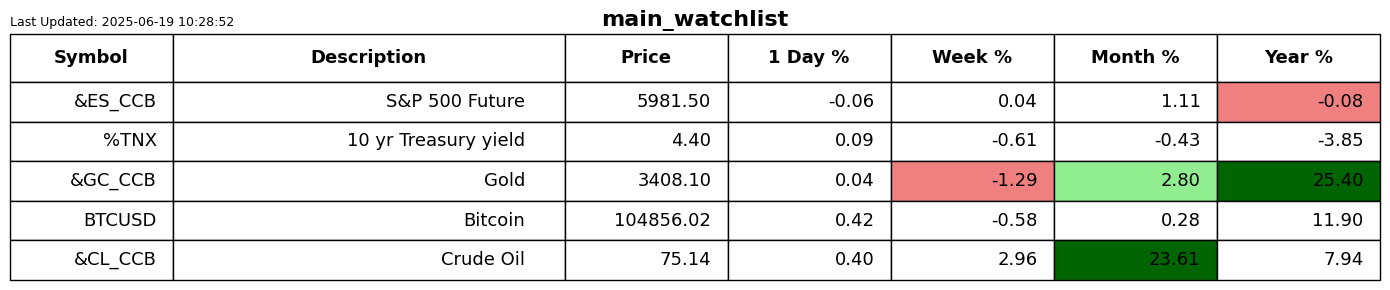 Last Updated: 2025-06-19 10:28:52
main_watchlist
Symbol Description Price 1 Day % Week % Month % Year %
&ES_CCB S&P 500 Future 5981.50 -0.06 0.04 1.11 -0.08
%TNX 10 yr Treasury yield 4.40 0.09 -0.61 -0.43 -3.85
&GC_CCB Gold 3408.10 0.04 -1.29 2.80 25.40
BTCUSD Bitcoin 104856.02 0.42 -0.58 0.28 11.90
&CL_CCB Crude Oil 75.14 0.40 2.96 23.61 7.94